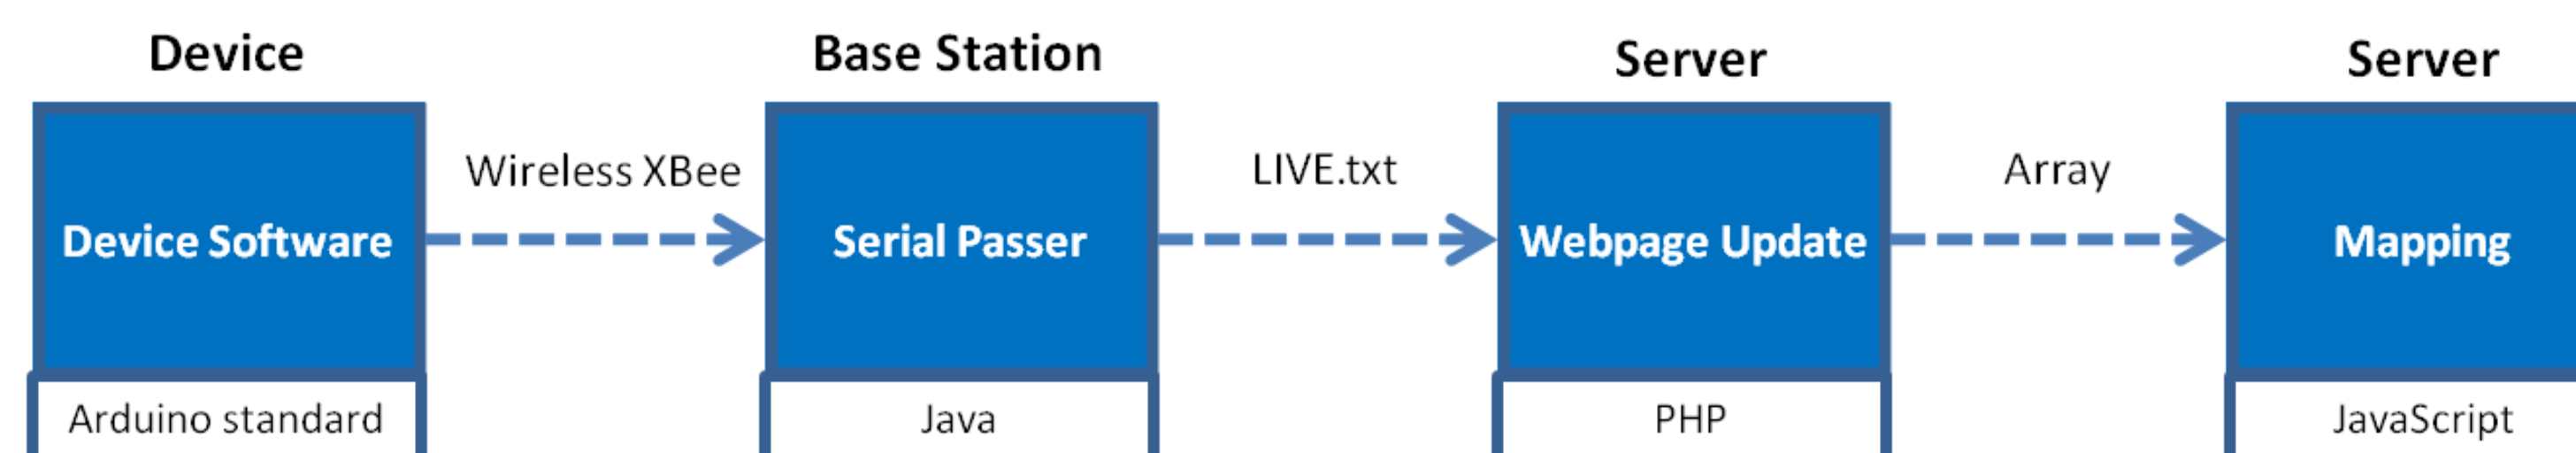 Device
Base Station
Server
Server
Wireless XBee
LIVE.txt
Array
Device Software
Serial Passer
Webpage Update
Mapping
Arduino standard
Java
PHP
JavaScript